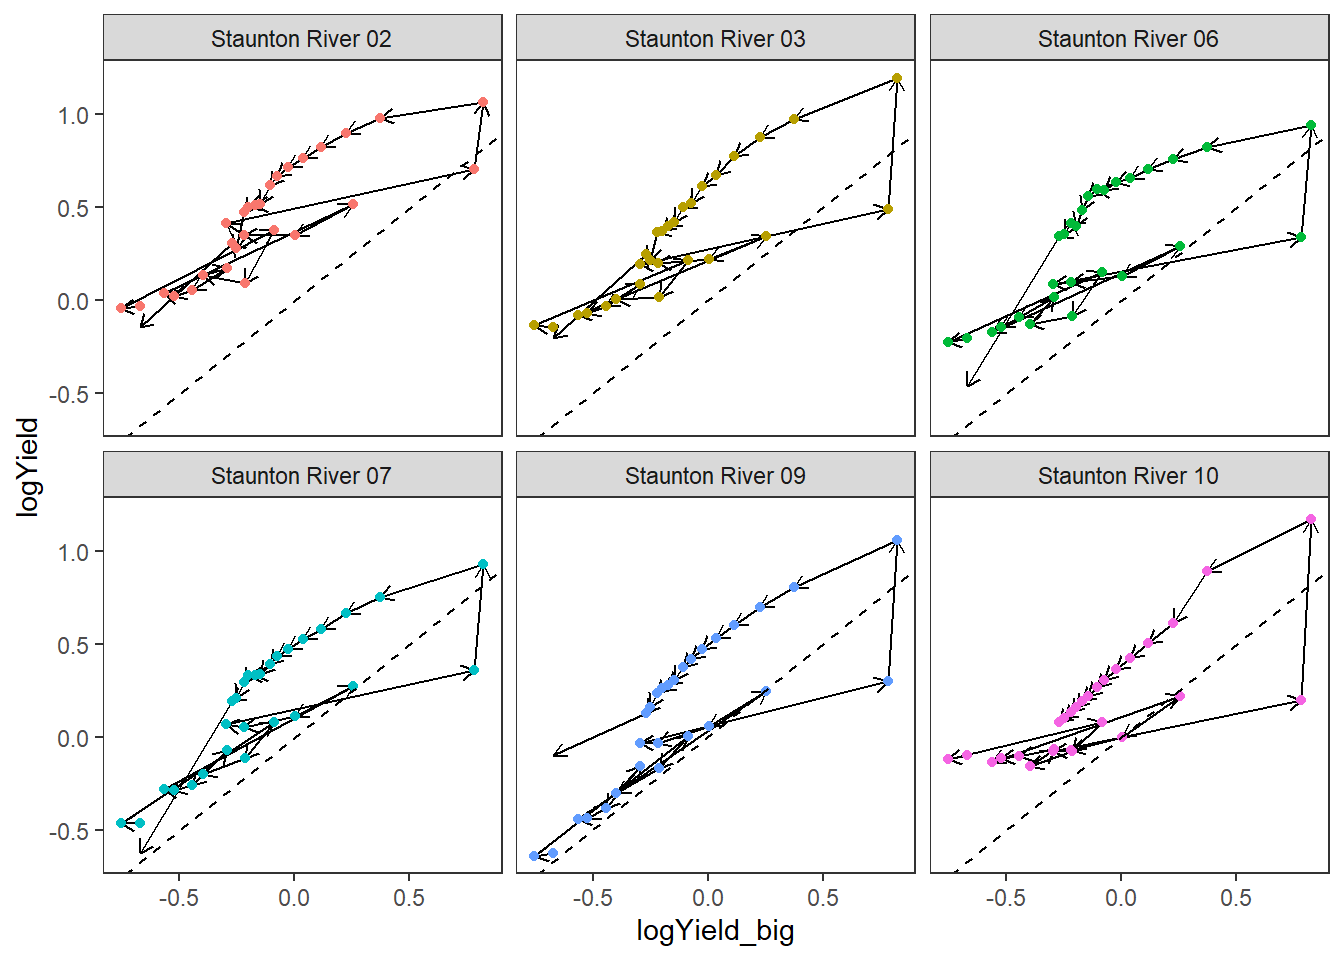 Staunton River 02
Staunton River 03
Staunton River 06
1.0
0.5
0.0
-0.5
logYield
Staunton River 07
Staunton River 09
Staunton River 10
1.0
0.5
0.0
-0.5
-0.5 0.0 0.5
-0.5 0.0 0.5
-0.5 0.0 0.5
logYield_big